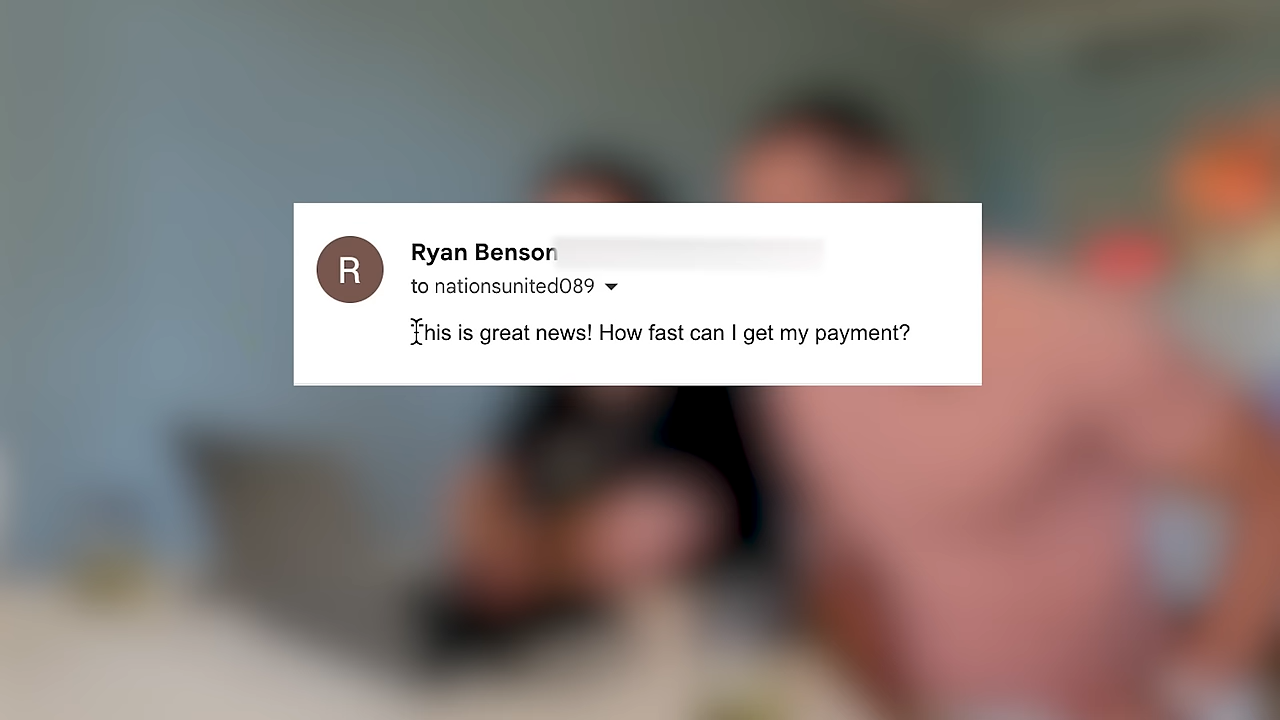 R
Ryan Benson
to nationsunited089
This is great news! How fast can I get my payment?